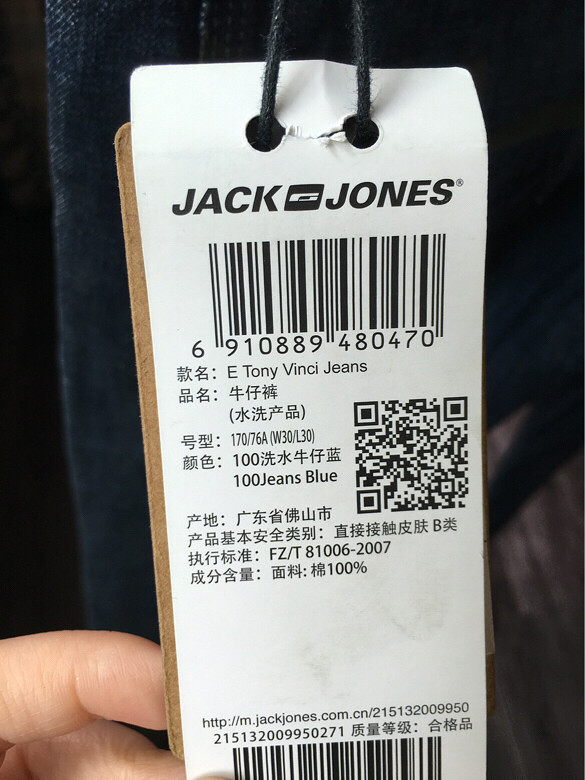 JACK JONES®
6 910889 480470
款名: E Tony Vinci Jeans
品名: 牛仔裤
(水洗产品)
号型: 170/76A (W30/L30)
颜色: 100洗水牛仔蓝
100Jeans Blue
产地: 广东省佛山市
产品基本安全类别: 直接接触皮肤 B类
执行标准: FZ/T 81006-2007
成分含量: 面料: 棉100%
http://m.jackjones.com.cn/215132009950
215132009950271 质量等级: 合格品